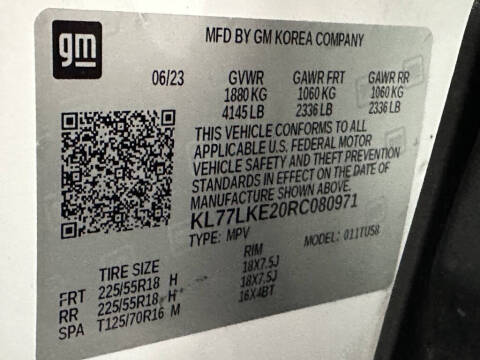 gm
MFD BY GM KOREA COMPANY
06/23 GVWR GAWR FRT GAWR RR
1880 KG 1060 KG 1060 KG
4145 LB 2336 LB 2336 LB
THIS VEHICLE CONFORMS TO ALL
APPLICABLE U.S. FEDERAL MOTOR
VEHICLE SAFETY AND THEFT PREVENTION
STANDARDS IN EFFECT ON THE DATE OF
MANUFACTURE SHOWN ABOVE.
KL77LKE20RC080971
TYPE: MPV MODEL: 011TU58
TIRE SIZE RIM
FRT 225/55R18 H 18X7.5J
RR 225/55R18 H 18X7.5J
SPA T125/70R16 M 16X4BT